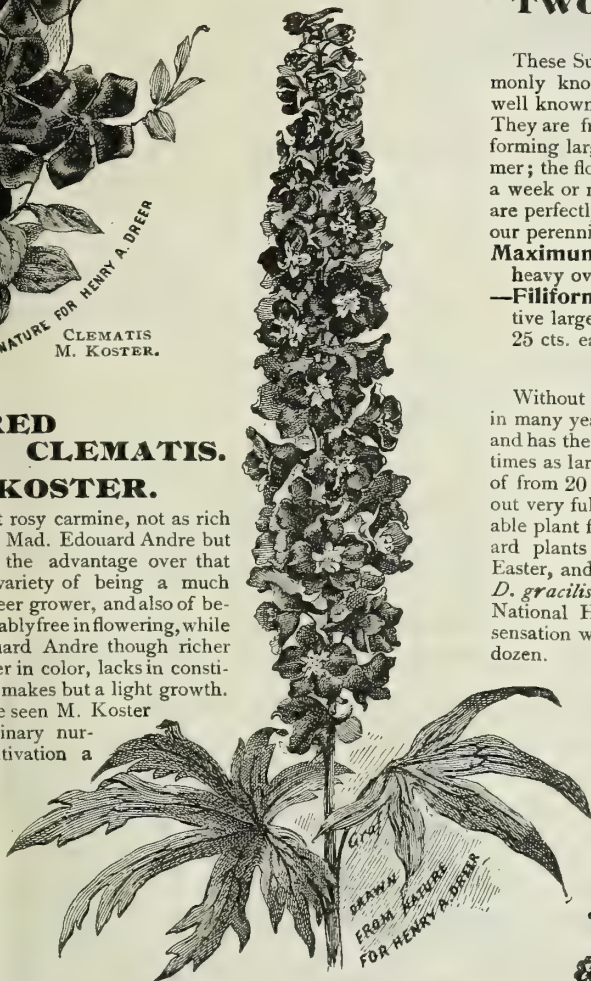 NATURE FOR HENRY A. DREER
CLEMATIS
M. KOSTER.
RED
CLEMATIS.
KOSTER.
rosy carmine, not as rich
Mad. Edouard Andre but
the advantage over that
variety of being a much
grower, and also of be-
ably free in flowering, while
Andre though richer
in color, lacks in consti-
makes but a light growth.
seen M. Koster
inary nur-
tivation a
Graf
DRAWN
FROM NATURE
FOR HENRY A. DREER
TWO
These Su
monly kno
well known
They are fr
forming larg
mer; the flo
a week or m
are perfectl
our perenni
Maximum
heavy ov
—Filiform
tive large
25 cts. ea
Without
in many yea
and has the
times as lar
of from 20
out very ful
able plant f
ard plants
Easter, and
D. gracilis
National H
sensation w
dozen.